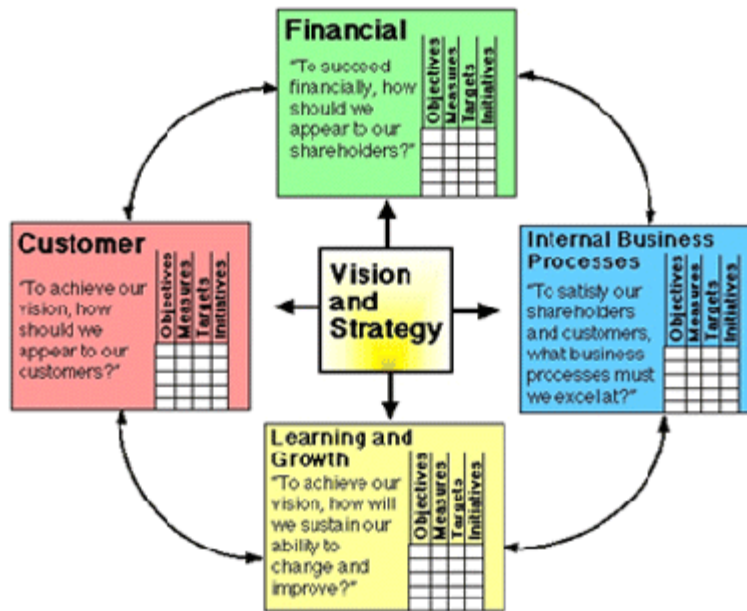 Financial
"To succeed
financially, how
should we
appear to our
shareholders?"
Objectives
Measures
Targets
Initiatives
Customer
"To achieve our
vision, how
should we
appear to our
customers?"
Objectives
Measures
Targets
Initiatives
Vision
and
Strategy
Internal Business
Processes
"To satisfy our
shareholders
and customers,
what business
processes must
we excel at?"
Objectives
Measures
Targets
Initiatives
Learning and
Growth
"To achieve our
vision, how will
we sustain our
ability to
change and
improve?"
Objectives
Measures
Targets
Initiatives